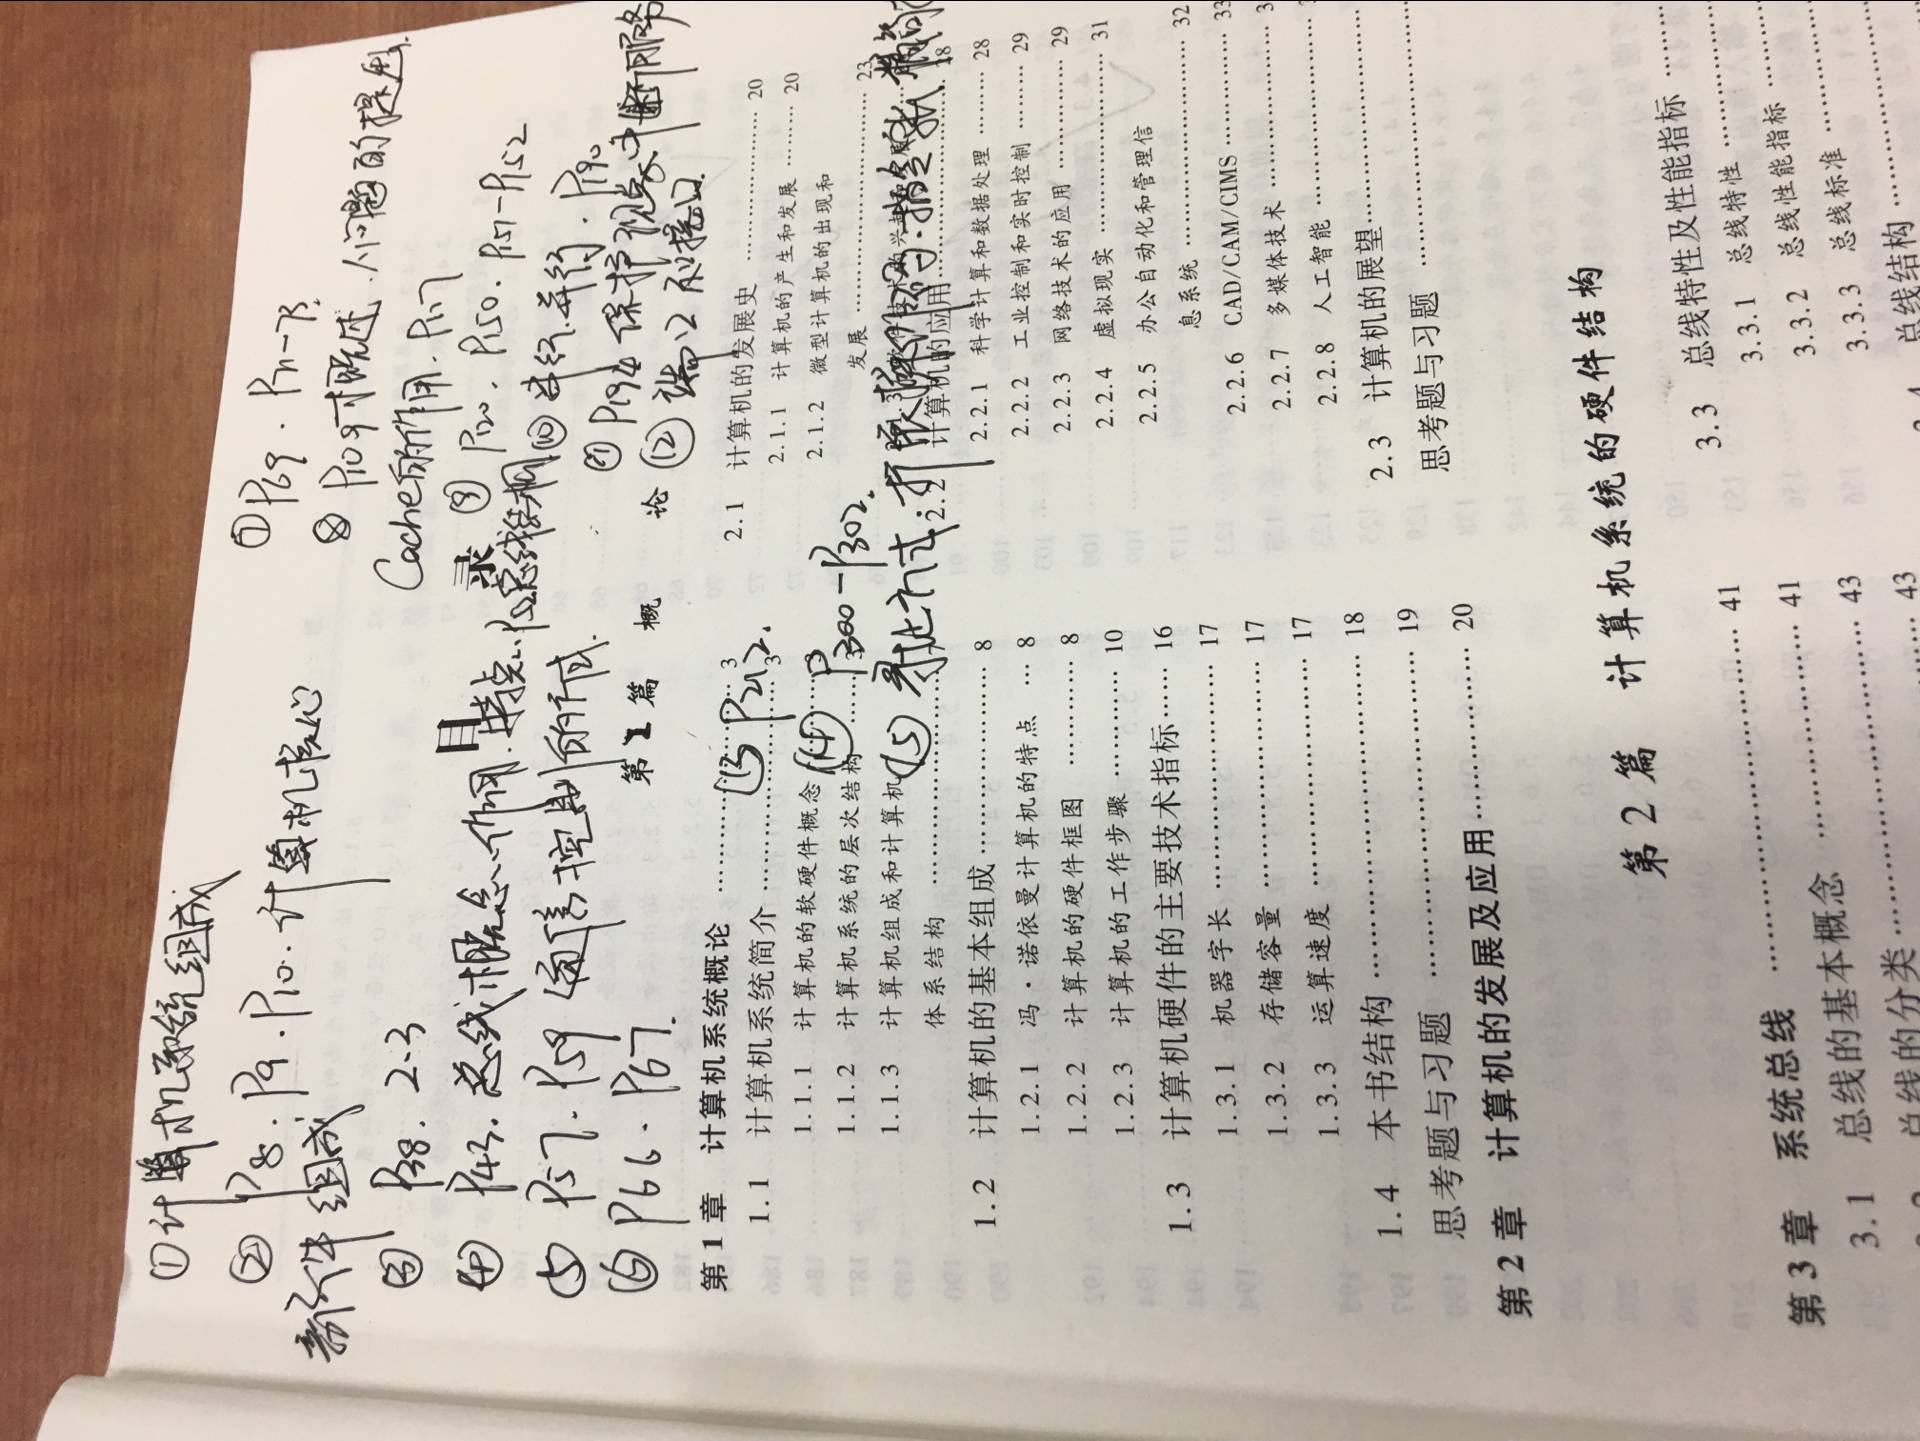 ①计算机系统组成
② P8. P9. P10. 计算机核心
部件组成
③ P38. 2.3
④ P43. 总线概念.作用.特点. P52总线结构
⑤ P57. P59 通信控制的方式.
⑥ P66. P67.
⑦ P69. P71-73.
⑧ P109 概述.问题的提出.
Cache的作用. P117
⑨ P120. P150. P151-P152
⑩ 串行.并行. P190
P194 保护现象 中断服务
⑫ 端口和接口.
目录
第1篇 概论
⑬ P212.
⑭ P300-P302.
⑮ 寻址方式.扩展操作码.指令系统 精简
第1章 计算机系统概论 …… 3
1.1 计算机系统简介 …… 3
1.1.1 计算机的软硬件概念 …… 3
1.1.2 计算机系统的层次结构 ……
1.1.3 计算机组成和计算机
体系结构 ……
1.2 计算机的基本组成 …… 8
1.2.1 冯·诺依曼计算机的特点 … 8
1.2.2 计算机的硬件框图 …… 8
1.2.3 计算机的工作步骤 …… 10
1.3 计算机硬件的主要技术指标 …… 16
1.3.1 机器字长 …… 17
1.3.2 存储容量 …… 17
1.3.3 运算速度 …… 17
1.4 本书结构 …… 18
思考题与习题 …… 19
第2章 计算机的发展及应用 …… 20
2.1 计算机的发展史 …… 20
2.1.1 计算机的产生和发展 …… 20
2.1.2 微型计算机的出现和
发展 …… 23
2.2 计算机的应用 …… 28
2.2.1 科学计算和数据处理 …… 28
2.2.2 工业控制和实时控制 …… 29
2.2.3 网络技术的应用 …… 29
2.2.4 虚拟现实 …… 31
2.2.5 办公自动化和管理信
息系统 …… 32
2.2.6 CAD/CAM/CIMS …… 33
2.2.7 多媒体技术 …… 3
2.2.8 人工智能 ……
2.3 计算机的展望 ……
思考题与习题 ……
第2篇 计算机系统的硬件结构
第3章 系统总线 …… 41
3.1 总线的基本概念 …… 41
总线的分类 …… 43
43
3.3 总线特性及性能指标 ……
3.3.1 总线特性 ……
3.3.2 总线性能指标 ……
3.3.3 总线标准 ……
总线结构 ……